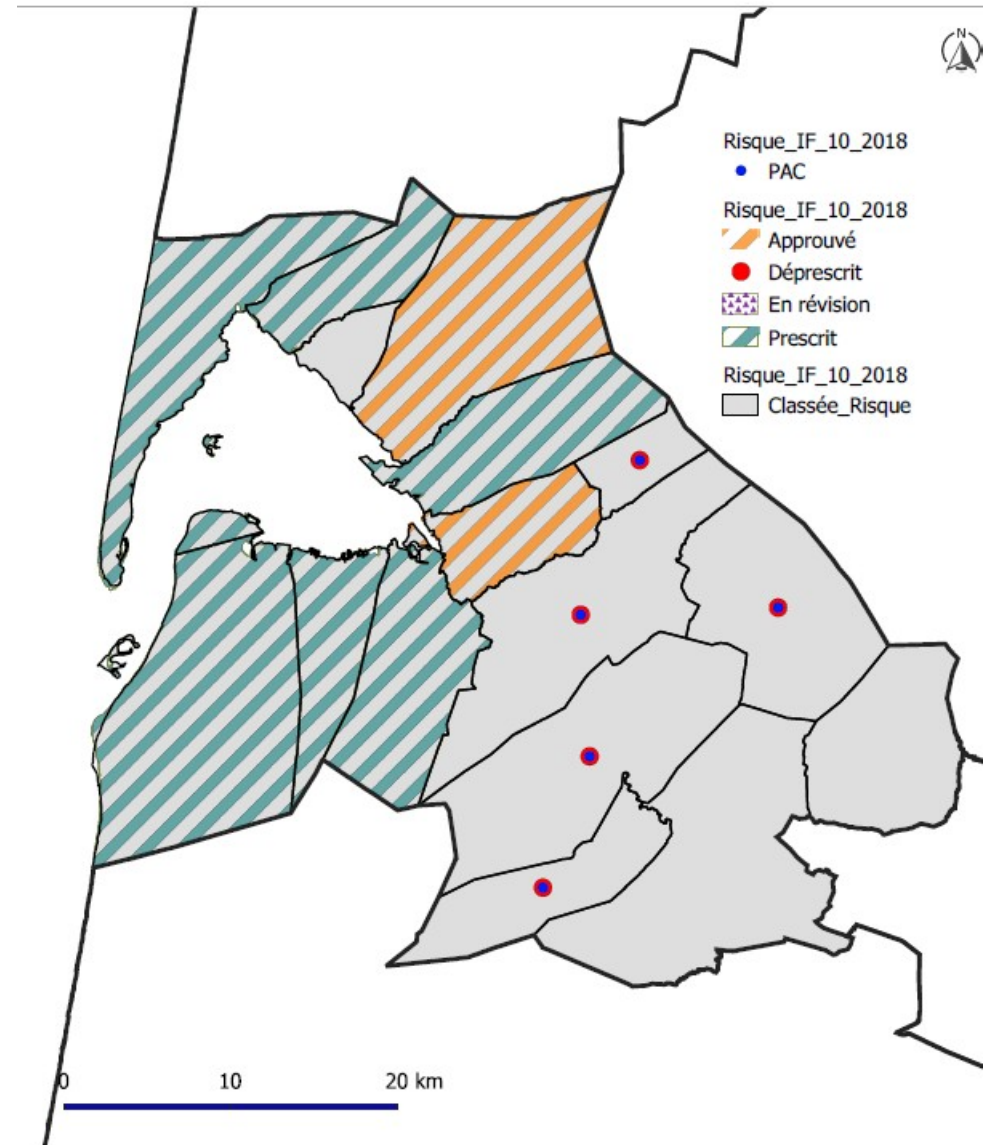 N
Risque_IF_10_2018
PAC
Risque_IF_10_2018
Approuvé
Déprescrit
En révision
Prescrit
Risque_IF_10_2018
Classée_Risque
0 10 20 km